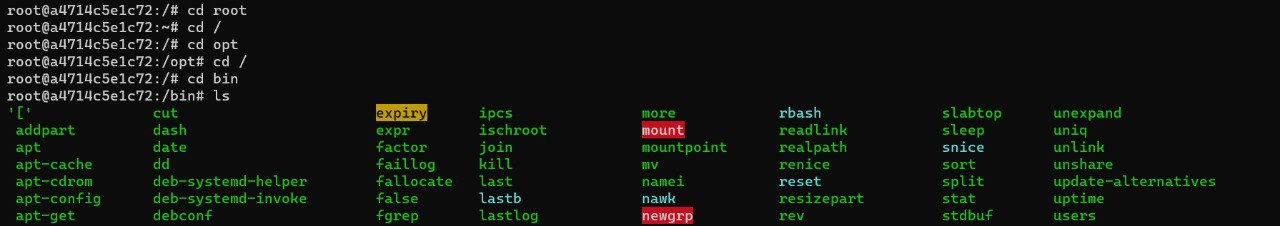 root@a4714c5e1c72:/# cd root
root@a4714c5e1c72:~# cd /
root@a4714c5e1c72:/# cd opt
root@a4714c5e1c72:/opt# cd /
root@a4714c5e1c72:/# cd bin
root@a4714c5e1c72:/bin# ls
'[' cut expiry ipcs more rbash slabtop unexpand
addpart dash expr ischroot mount readlink sleep uniq
apt date factor join mountpoint realpath snice unlink
apt-cache dd faillog kill mv renice sort unshare
apt-cdrom deb-systemd-helper fallocate last namei reset split update-alternatives
apt-config deb-systemd-invoke false lastb nawk resizepart stat uptime
apt-get debconf fgrep lastlog newgrp rev stdbuf users